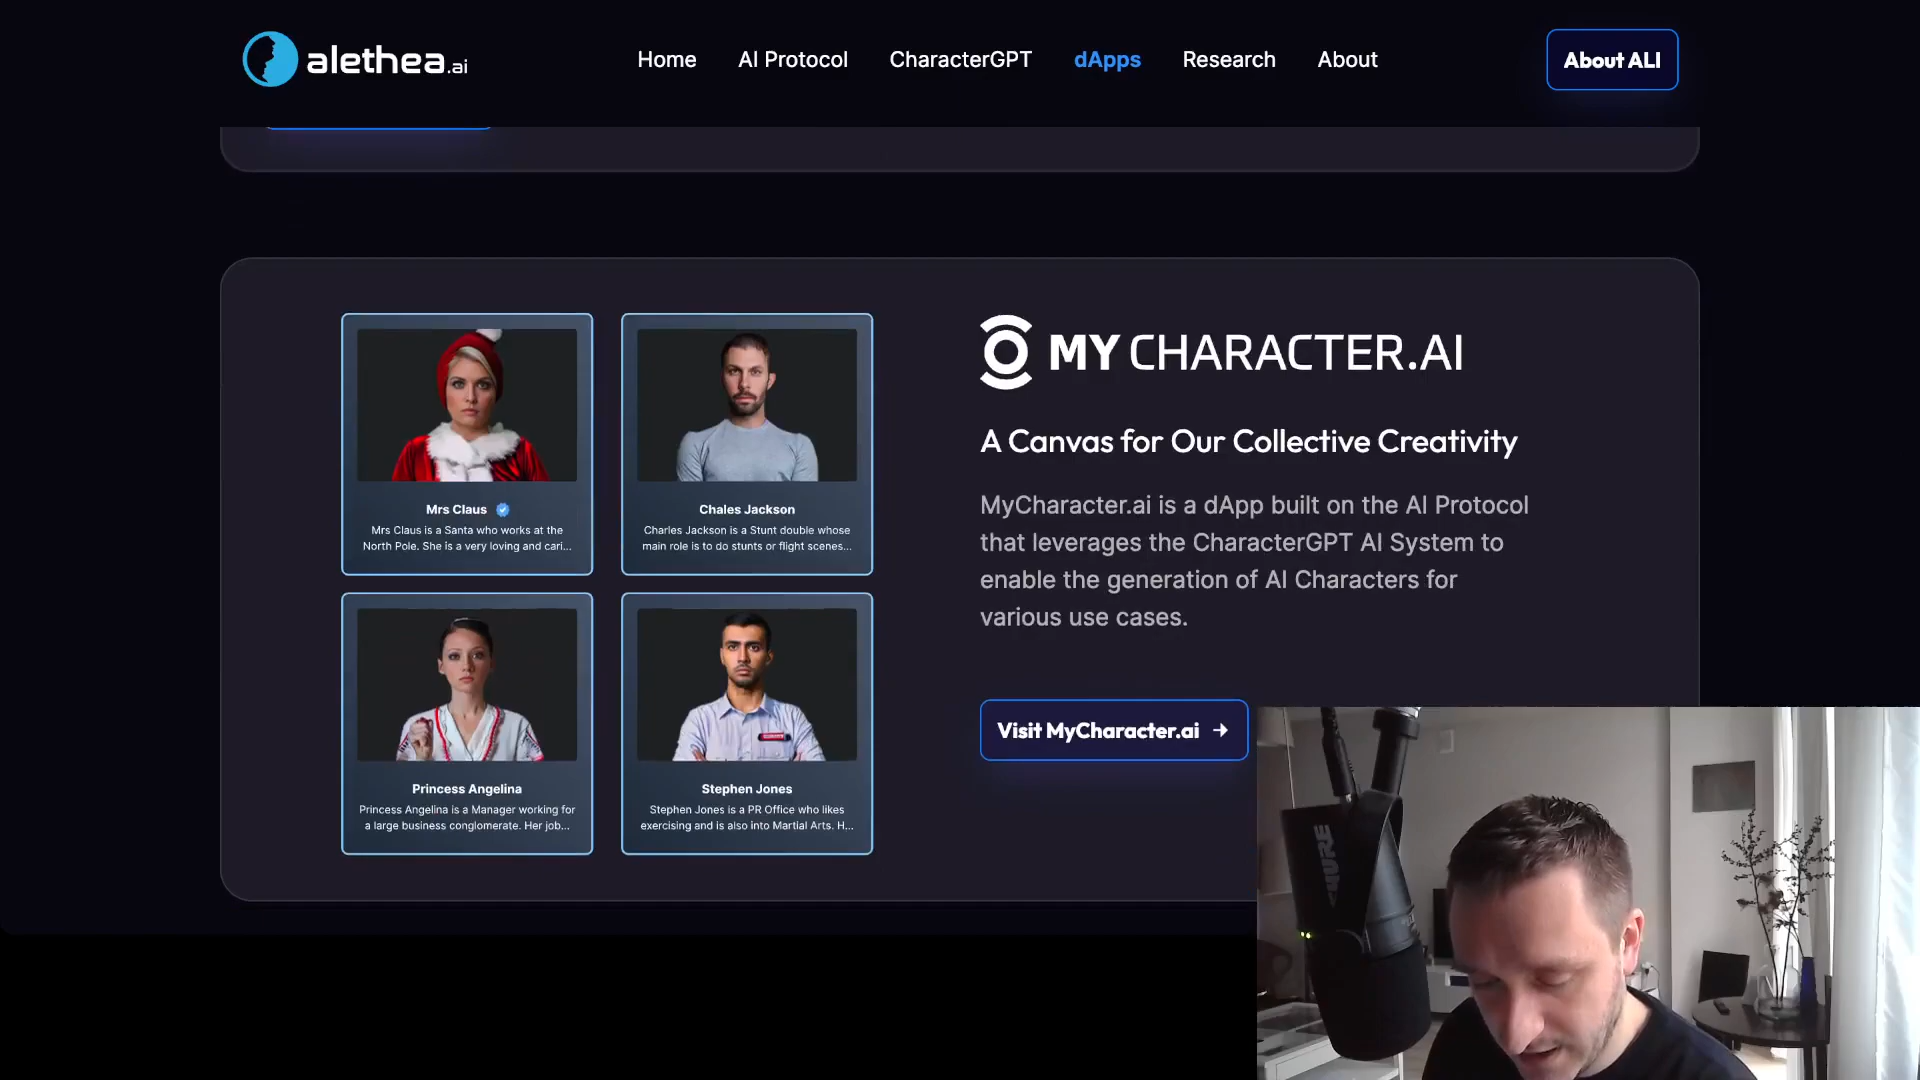 alethea.ai
Home
AI Protocol
CharacterGPT
dApps
Research
About
About ALI
Mrs Claus
Mrs Claus is a Santa who works at the
North Pole. She is a very loving and cari...
Chales Jackson
Charles Jackson is a Stunt double whose
main role is to do stunts or flight scenes...
Princess Angelina
Princess Angelina is a Manager working for
a large business conglomerate. Her job...
Stephen Jones
Stephen Jones is a PR Office who likes
exercising and is also into Martial Arts. H...
MY CHARACTER.AI
A Canvas for Our Collective Creativity
MyCharacter.ai is a dApp built on the AI Protocol
that leverages the CharacterGPT AI System to
enable the generation of AI Characters for
various use cases.
Visit MyCharacter.ai →
SHURE